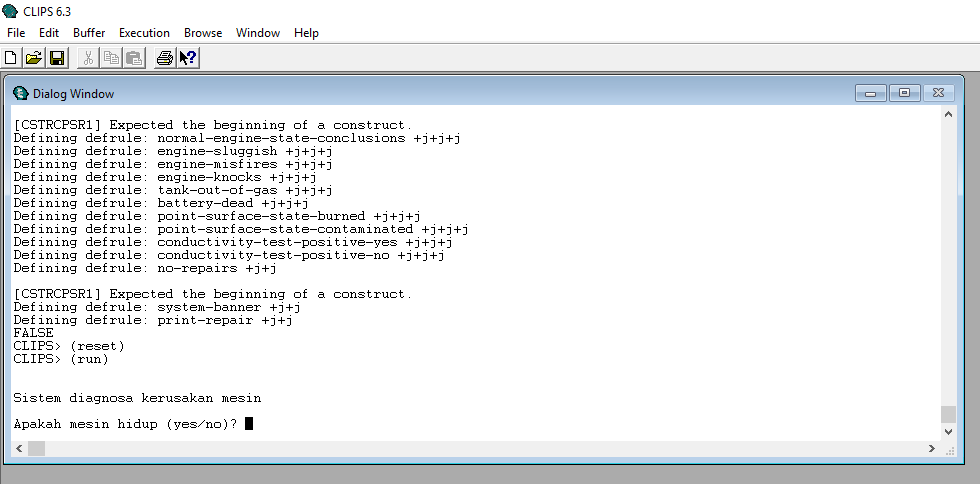 CLIPS 6.3
File Edit Buffer Execution Browse Window Help
Dialog Window
[CSTRCPSR1] Expected the beginning of a construct.
Defining defrule: normal-engine-state-conclusions +j+j+j
Defining defrule: engine-sluggish +j+j+j
Defining defrule: engine-misfires +j+j+j
Defining defrule: engine-knocks +j+j+j
Defining defrule: tank-out-of-gas +j+j+j
Defining defrule: battery-dead +j+j+j
Defining defrule: point-surface-state-burned +j+j+j
Defining defrule: point-surface-state-contaminated +j+j+j
Defining defrule: conductivity-test-positive-yes +j+j+j
Defining defrule: conductivity-test-positive-no +j+j+j
Defining defrule: no-repairs +j+j
[CSTRCPSR1] Expected the beginning of a construct.
Defining defrule: system-banner +j+j
Defining defrule: print-repair +j+j
FALSE
CLIPS> (reset)
CLIPS> (run)
Sistem diagnosa kerusakan mesin
Apakah mesin hidup (yes/no)?